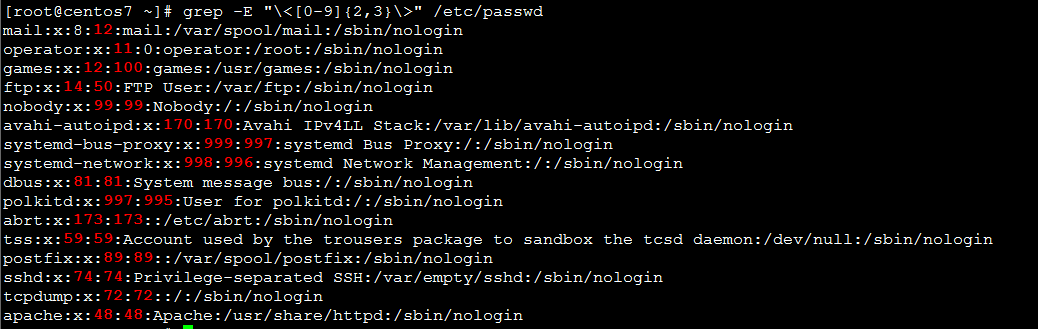 [root@centos7 ~]# grep -E "\<[0-9]{2,3}\>" /etc/passwd
mail:x:8:12:mail:/var/spool/mail:/sbin/nologin
operator:x:11:0:operator:/root:/sbin/nologin
games:x:12:100:games:/usr/games:/sbin/nologin
ftp:x:14:50:FTP User:/var/ftp:/sbin/nologin
nobody:x:99:99:Nobody:/:/sbin/nologin
avahi-autoipd:x:170:170:Avahi IPv4LL Stack:/var/lib/avahi-autoipd:/sbin/nologin
systemd-bus-proxy:x:999:997:systemd Bus Proxy:/:/sbin/nologin
systemd-network:x:998:996:systemd Network Management:/:/sbin/nologin
dbus:x:81:81:System message bus:/:/sbin/nologin
polkitd:x:997:995:User for polkitd:/:/sbin/nologin
abrt:x:173:173::/etc/abrt:/sbin/nologin
tss:x:59:59:Account used by the trousers package to sandbox the tcsd daemon:/dev/null:/sbin/nologin
postfix:x:89:89::/var/spool/postfix:/sbin/nologin
sshd:x:74:74:Privilege-separated SSH:/var/empty/sshd:/sbin/nologin
tcpdump:x:72:72::/:/sbin/nologin
apache:x:48:48:Apache:/usr/share/httpd:/sbin/nologin